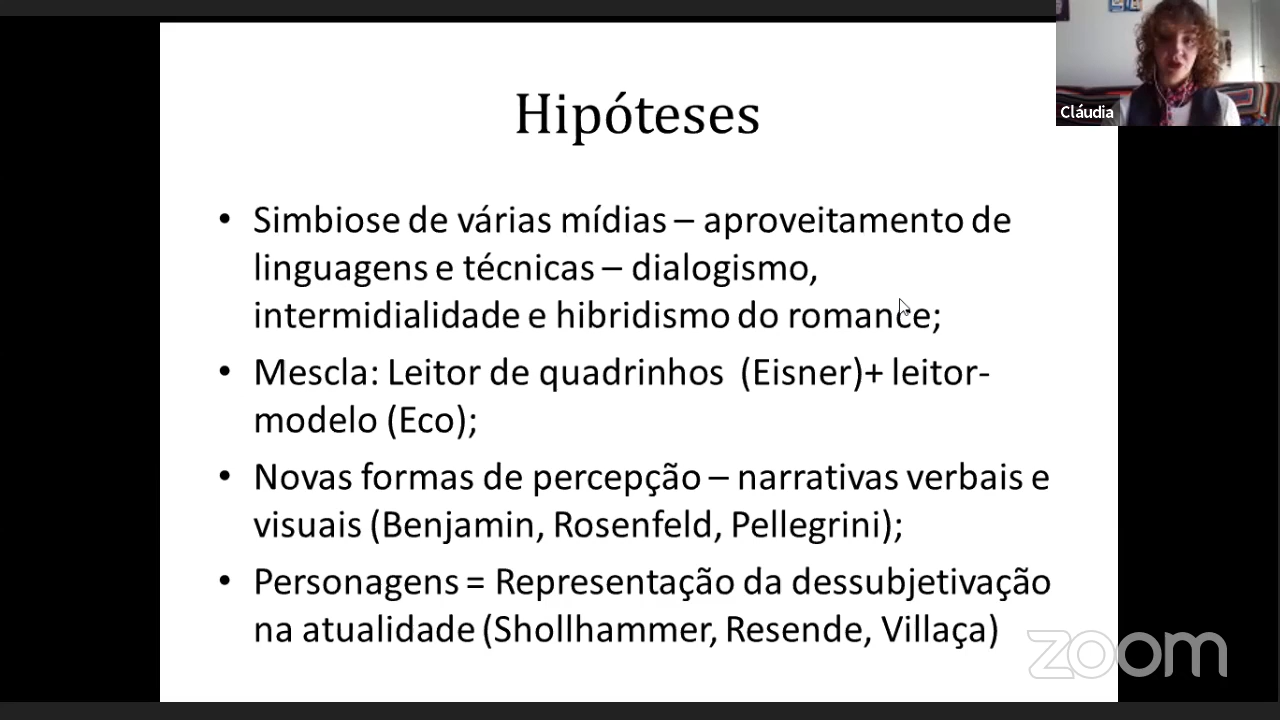 Hipóteses
Cláudia
• Simbiose de várias mídias – aproveitamento de
linguagens e técnicas – dialogismo,
intermidialidade e hibridismo do romance;
• Mescla: Leitor de quadrinhos (Eisner)+ leitor-
modelo (Eco);
• Novas formas de percepção – narrativas verbais e
visuais (Benjamin, Rosenfeld, Pellegrini);
• Personagens = Representação da dessubjetivação
na atualidade (Shollhammer, Resende, Villaça)
zoom